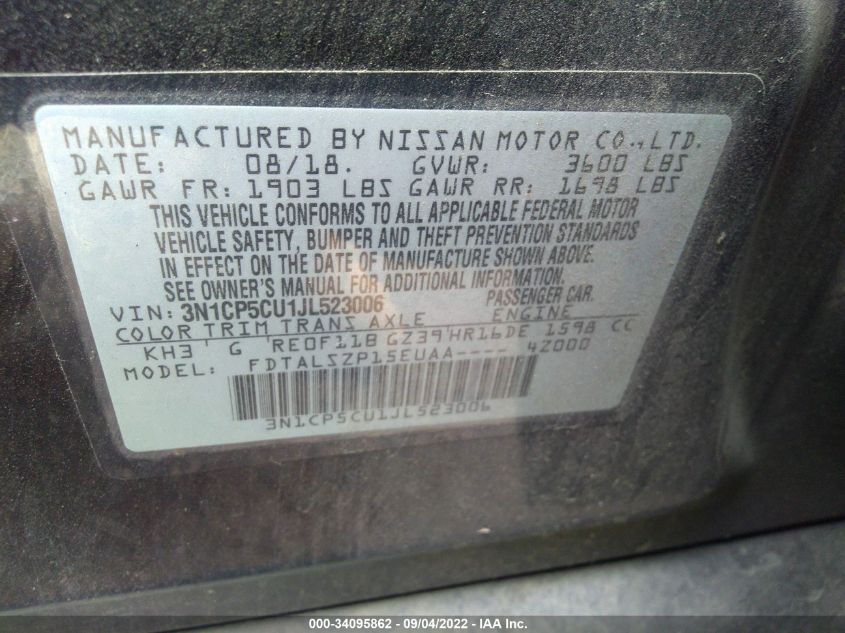 MANUFACTURED BY NISSAN MOTOR CO., LTD.
DATE: 08/18. GVWR: 3600 LBS
GAWR FR: 1903 LBS GAWR RR: 1698 LBS
THIS VEHICLE CONFORMS TO ALL APPLICABLE FEDERAL MOTOR
VEHICLE SAFETY, BUMPER AND THEFT PREVENTION STANDARDS
IN EFFECT ON THE DATE OF MANUFACTURE SHOWN ABOVE.
SEE OWNER'S MANUAL FOR ADDITIONAL INFORMATION.
VIN: 3N1CP5CU1JL523006 PASSENGER CAR.
COLOR TRIM TRANS AXLE ENGINE
KH3 ' G 'RE0F11B GZ39'HR16DE 1598 CC
MODEL: FDTALSZP15EUAA---- 4Z000
3N1CP5CU1JL523006
000-34095862 - 09/04/2022 - IAA Inc.